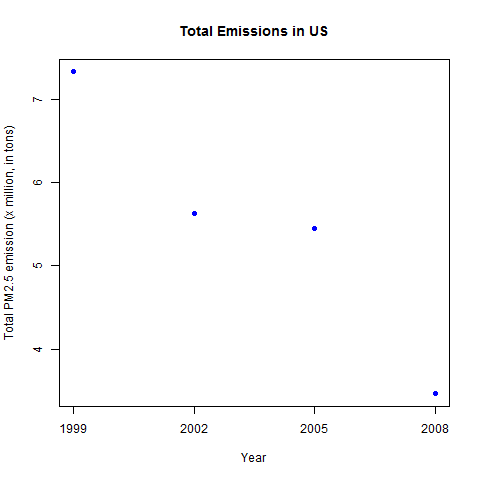 Total Emissions in US
Total PM2.5 emission (x million, in tons)
7
6
5
4
1999 2002 2005 2008
Year